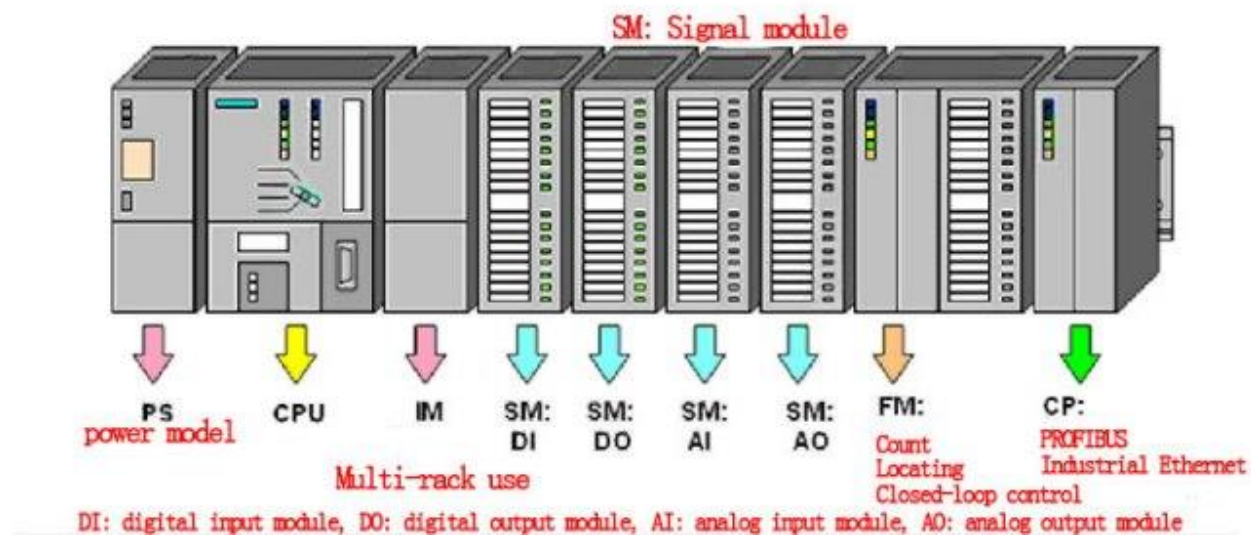 SM: Signal module
PS
CPU
IM
SM:
DI
SM:
DO
SM:
AI
SM:
AO
FM:
CP:
power model
Count
Locating
Closed-loop control
PROFIBUS
Industrial Ethernet
Multi-rack use
DI: digital input module, DO: digital output module, AI: analog input module, AO: analog output module